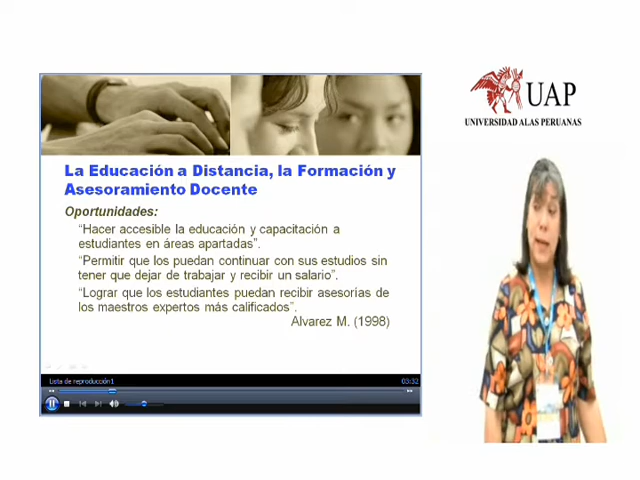 La Educación a Distancia, la Formación y
Asesoramiento Docente
Oportunidades:
“Hacer accesible la educación y capacitación a
estudiantes en áreas apartadas”.
“Permitir que los puedan continuar con sus estudios sin
tener que dejar de trabajar y recibir un salario”.
“Lograr que los estudiantes puedan recibir asesorías de
los maestros expertos más calificados”.
Alvarez M. (1998)
Lista de reproducción1
03:32
UAP
UNIVERSIDAD ALAS PERUANAS